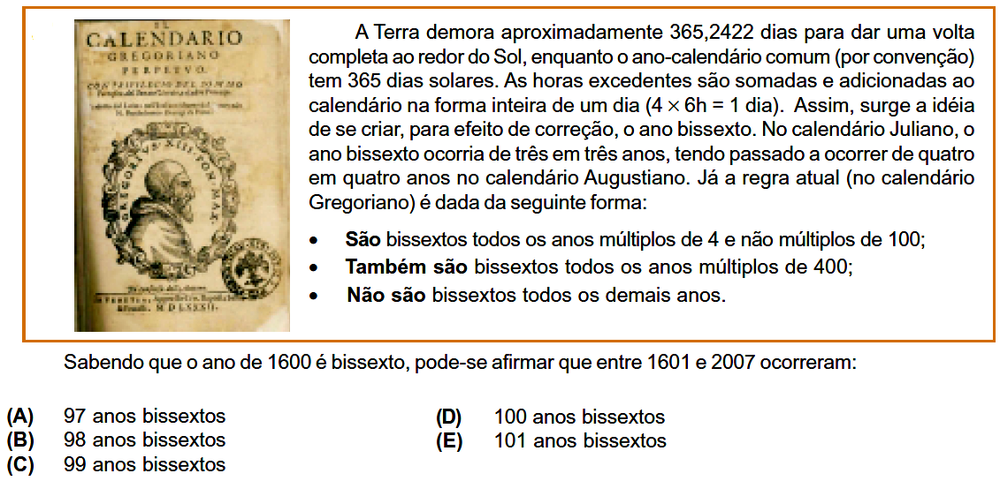 IL
CALENDARIO
GREGORIANO
PERPETVO.
GREGORIVS XIII PON MAX
M D LXXXII.
A Terra demora aproximadamente 365,2422 dias para dar uma volta
completa ao redor do Sol, enquanto o ano-calendário comum (por convenção)
tem 365 dias solares. As horas excedentes são somadas e adicionadas ao
calendário na forma inteira de um dia (4 × 6h = 1 dia). Assim, surge a idéia
de se criar, para efeito de correção, o ano bissexto. No calendário Juliano, o
ano bissexto ocorria de três em três anos, tendo passado a ocorrer de quatro
em quatro anos no calendário Augustiano. Já a regra atual (no calendário
Gregoriano) é dada da seguinte forma:
• São bissextos todos os anos múltiplos de 4 e não múltiplos de 100;
• Também são bissextos todos os anos múltiplos de 400;
• Não são bissextos todos os demais anos.
Sabendo que o ano de 1600 é bissexto, pode-se afirmar que entre 1601 e 2007 ocorreram:
(A) 97 anos bissextos
(B) 98 anos bissextos
(C) 99 anos bissextos
(D) 100 anos bissextos
(E) 101 anos bissextos